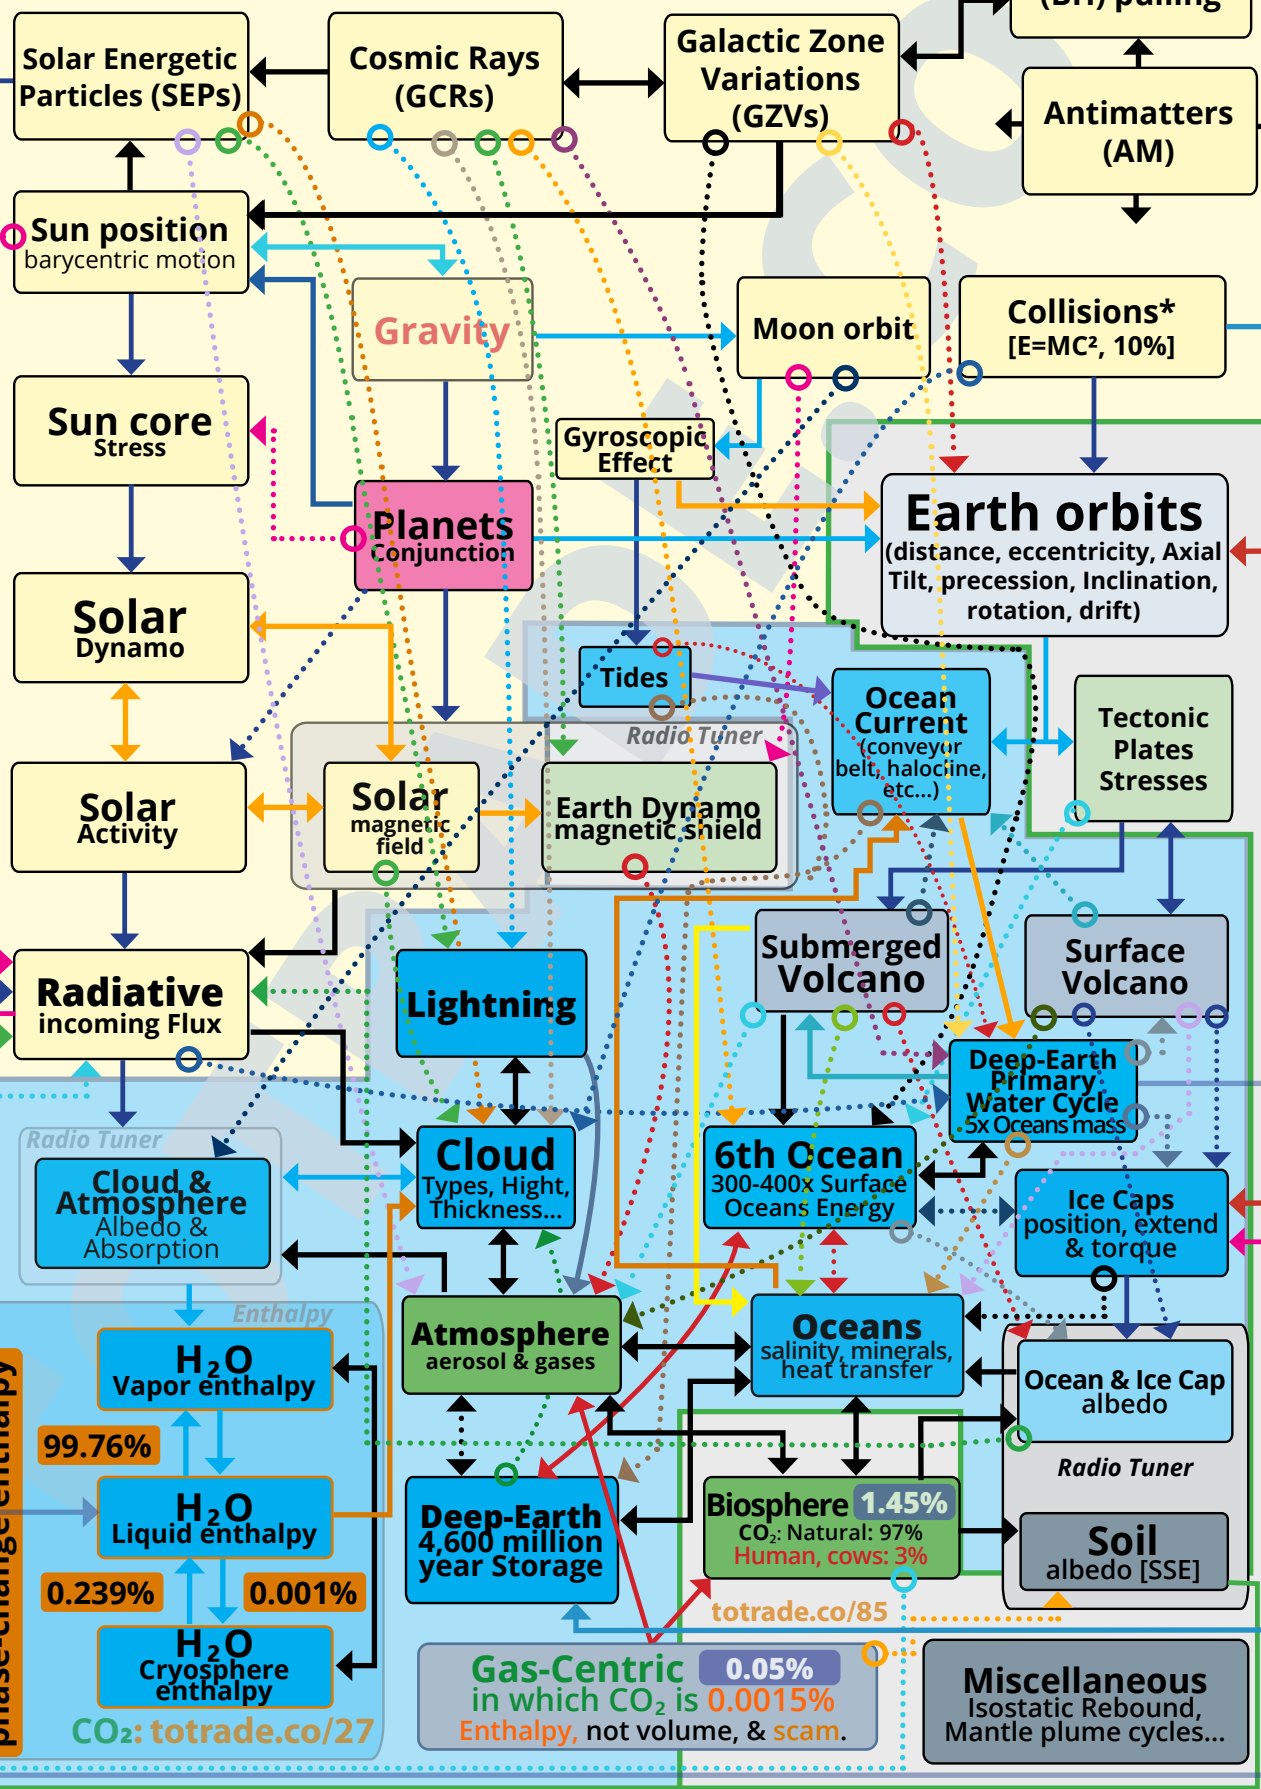 (BH) pulling
Solar Energetic
Particles (SEPs)
Cosmic Rays
(GCRs)
Galactic Zone
Variations
(GZVs)
Antimatters
(AM)
Sun position
barycentric motion
Gravity
Moon orbit
Collisions*
[E=MC², 10%]
Sun core
Stress
Gyroscopic
Effect
Planets
Conjunction
Earth orbits
(distance, eccentricity, Axial
Tilt, precession, Inclination,
rotation, drift)
Solar
Dynamo
Tides
Ocean
Current
(conveyor
belt, halocline,
etc...)
Tectonic
Plates
Stresses
Radio Tuner
Solar
Activity
Solar
magnetic
field
Earth Dynamo
magnetic shield
Radiative
incoming Flux
Lightning
Submerged
Volcano
Surface
Volcano
Deep-Earth
Primary
Water Cycle
5x Oceans mass
Radio Tuner
Cloud &
Atmosphere
Albedo &
Absorption
Cloud
Types, Hight,
Thickness...
6th Ocean
300-400x Surface
Oceans Energy
Ice Caps
position, extend
& torque
Enthalpy
Atmosphere
aerosol & gases
Oceans
salinity, minerals,
heat transfer
H₂O
Vapor enthalpy
Ocean & Ice Cap
albedo
99.76%
Radio Tuner
H₂O
Liquid enthalpy
Deep-Earth
4,600 million
year Storage
Biosphere 1.45%
CO₂: Natural: 97%
Human, cows: 3%
Soil
albedo [SSE]
0.239%
0.001%
totrade.co/85
H₂O
Cryosphere
enthalpy
phase-change enthalpy
CO₂: totrade.co/27
Gas-Centric 0.05%
in which CO₂ is 0.0015%
Enthalpy, not volume, & scam.
Miscellaneous
Isostatic Rebound,
Mantle plume cycles...